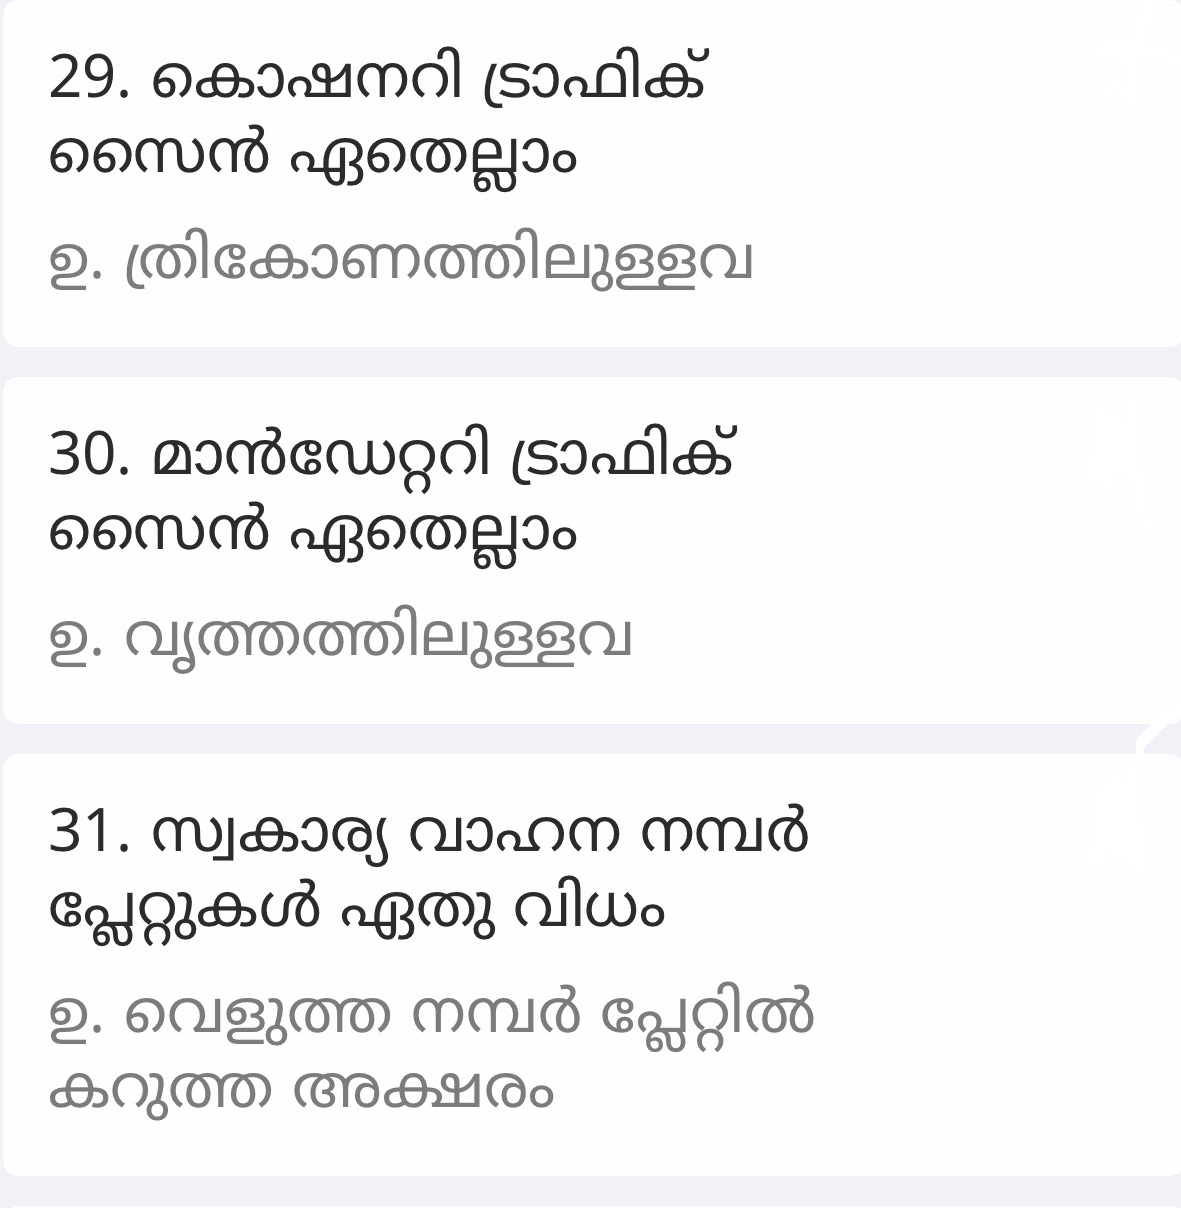 29. കൊഷനറി ട്രാഫിക്
സൈൻ ഏതെല്ലാം
ഉ. ത്രികോണത്തിലുള്ളവ
30. മാൻഡേറ്ററി ട്രാഫിക്
സൈൻ ഏതെല്ലാം
ഉ. വൃത്തത്തിലുള്ളവ
31. സ്വകാര്യ വാഹന നമ്പർ
പ്ലേറ്റുകൾ ഏതു വിധം
ഉ. വെളുത്ത നമ്പർ പ്ലേറ്റിൽ
കറുത്ത അക്ഷരം